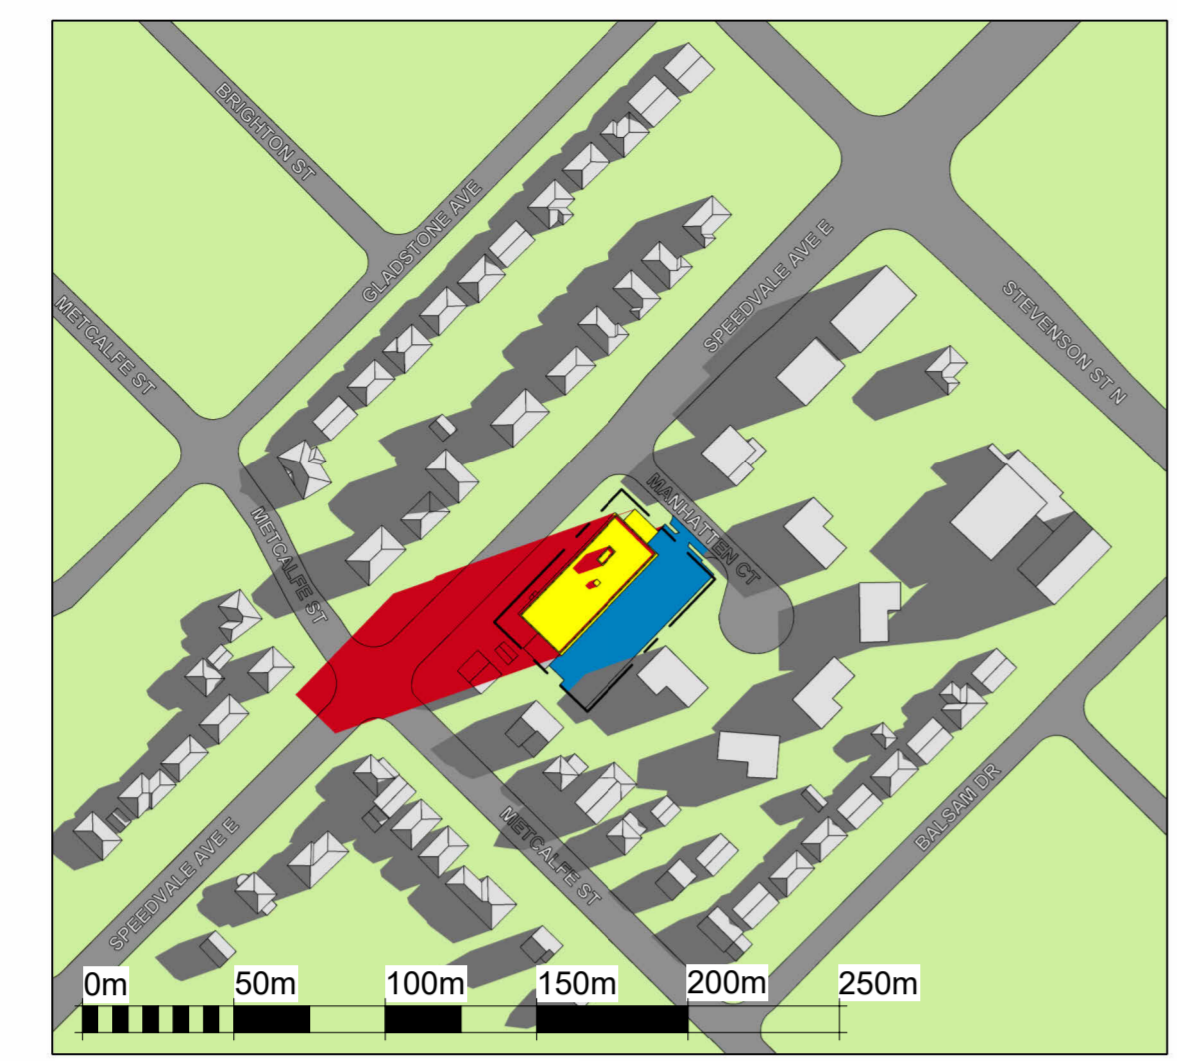 BRIGHTON ST
GLADSTONE AVE
SPEEDVALE AVE E
METCALFE ST
STEVENSON ST N
MANHATTEN CT
METCALFE ST
BALSAM DR
METCALFE ST
SPEEDVALE AVE E
0m
50m
100m
150m
200m
250m